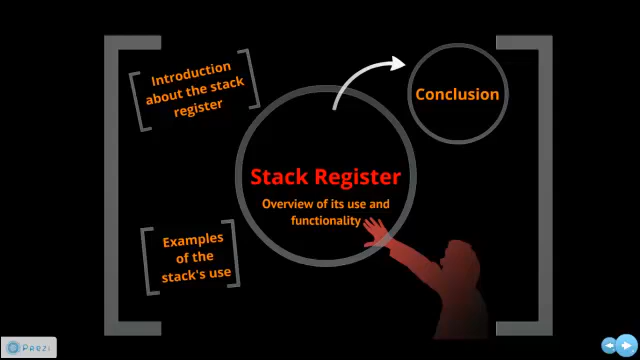 Introduction
about the stack
register
Conclusion
Stack Register
Overview of its use and
functionality
Examples
of the
stack's use
Prezi